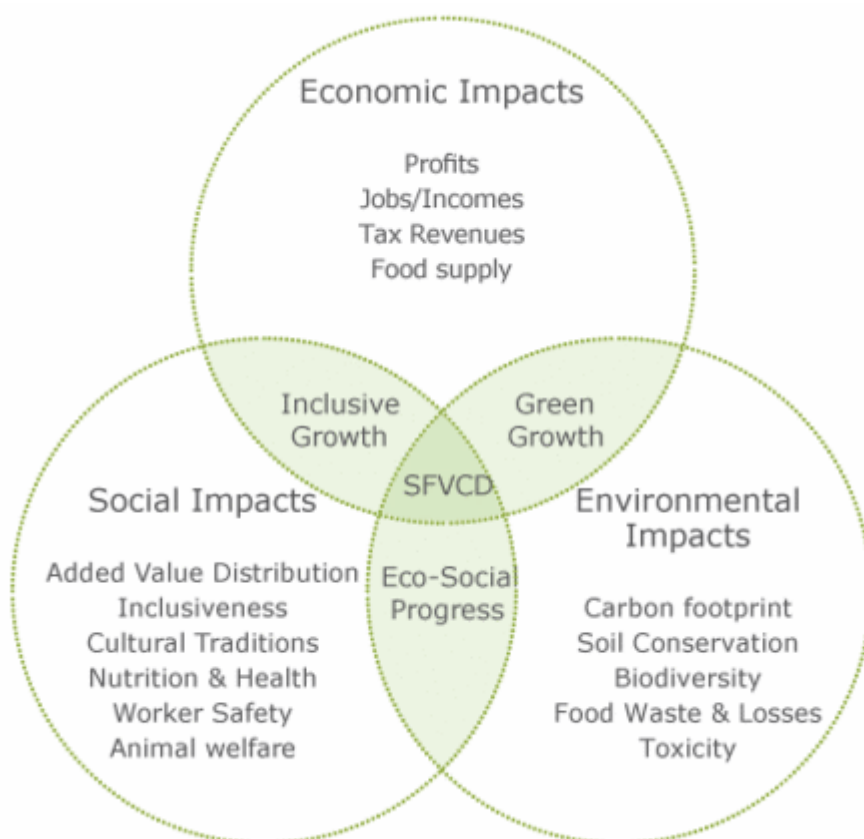 Economic Impacts
Profits
Jobs/Incomes
Tax Revenues
Food supply
Inclusive
Growth
Green
Growth
SFVCD
Social Impacts
Added Value Distribution
Inclusiveness
Cultural Traditions
Nutrition & Health
Worker Safety
Animal welfare
Eco-Social
Progress
Environmental
Impacts
Carbon footprint
Soil Conservation
Biodiversity
Food Waste & Losses
Toxicity